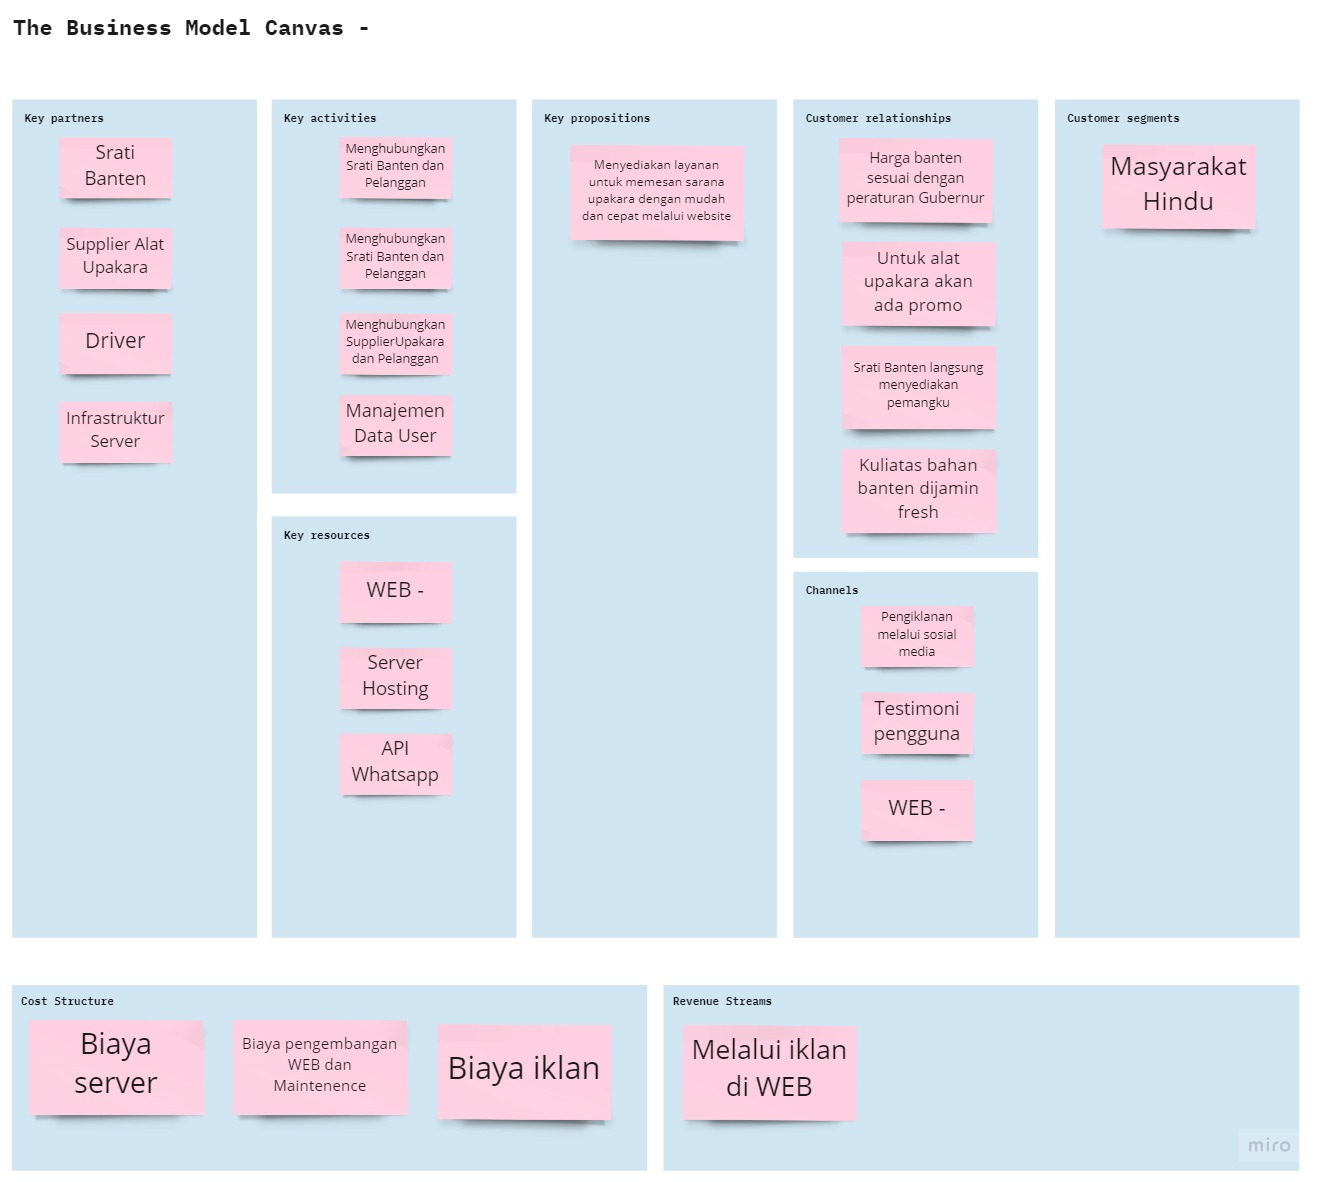 The Business Model Canvas -
Key partners
Srati
Banten
Supplier Alat
Upakara
Driver
Infrastruktur
Server
Key activities
Menghubungkan
Srati Banten dan
Pelanggan
Menghubungkan
Srati Banten dan
Pelanggan
Menghubungkan
SupplierUpakara
dan Pelanggan
Manajemen
Data User
Key resources
WEB -
Server
Hosting
API
Whatsapp
Key propositions
Menyediakan layanan
untuk memesan sarana
upakara dengan mudah
dan cepat melalui website
Customer relationships
Harga banten
sesuai dengan
peraturan Gubernur
Untuk alat
upakara akan
ada promo
Srati Banten langsung
menyediakan
pemangku
Kuliatas bahan
banten dijamin
fresh
Channels
Pengiklanan
melalui sosial
media
Testimoni
pengguna
WEB -
Customer segments
Masyarakat
Hindu
Cost Structure
Biaya
server
Biaya pengembangan
WEB dan
Maintenence
Biaya iklan
Revenue Streams
Melalui iklan
di WEB
miro